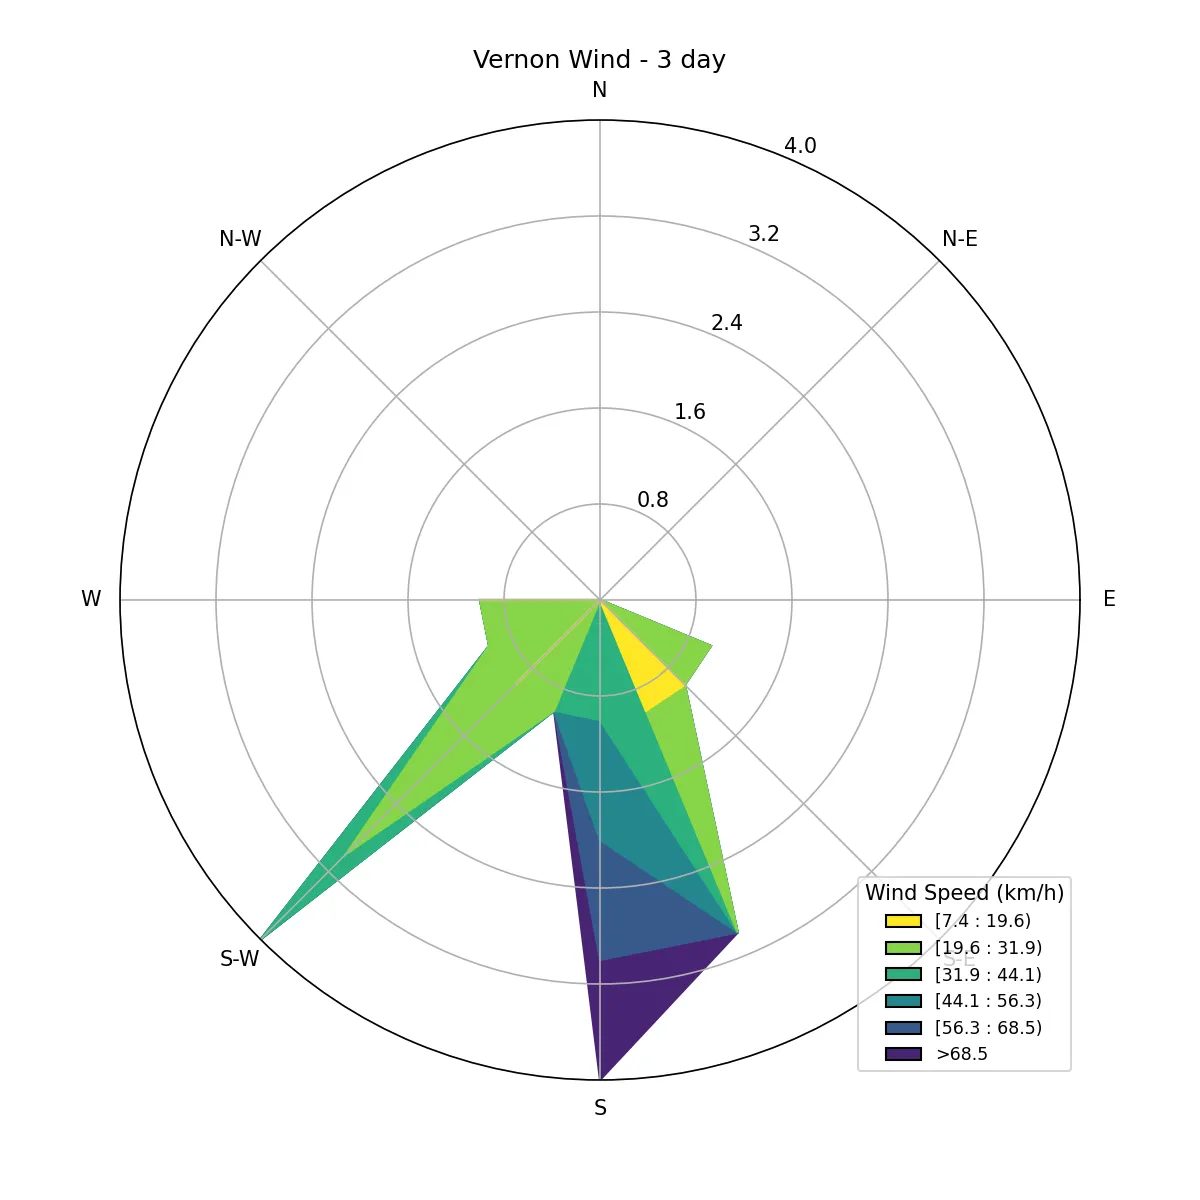 Vernon Wind - 3 day
N
4.0
N-W
N-E
3.2
2.4
1.6
0.8
W
E
Wind Speed (km/h)
[7.4 : 19.6)
[19.6 : 31.9)
S-W
S-E
[31.9 : 44.1)
[44.1 : 56.3)
[56.3 : 68.5)
>68.5
S